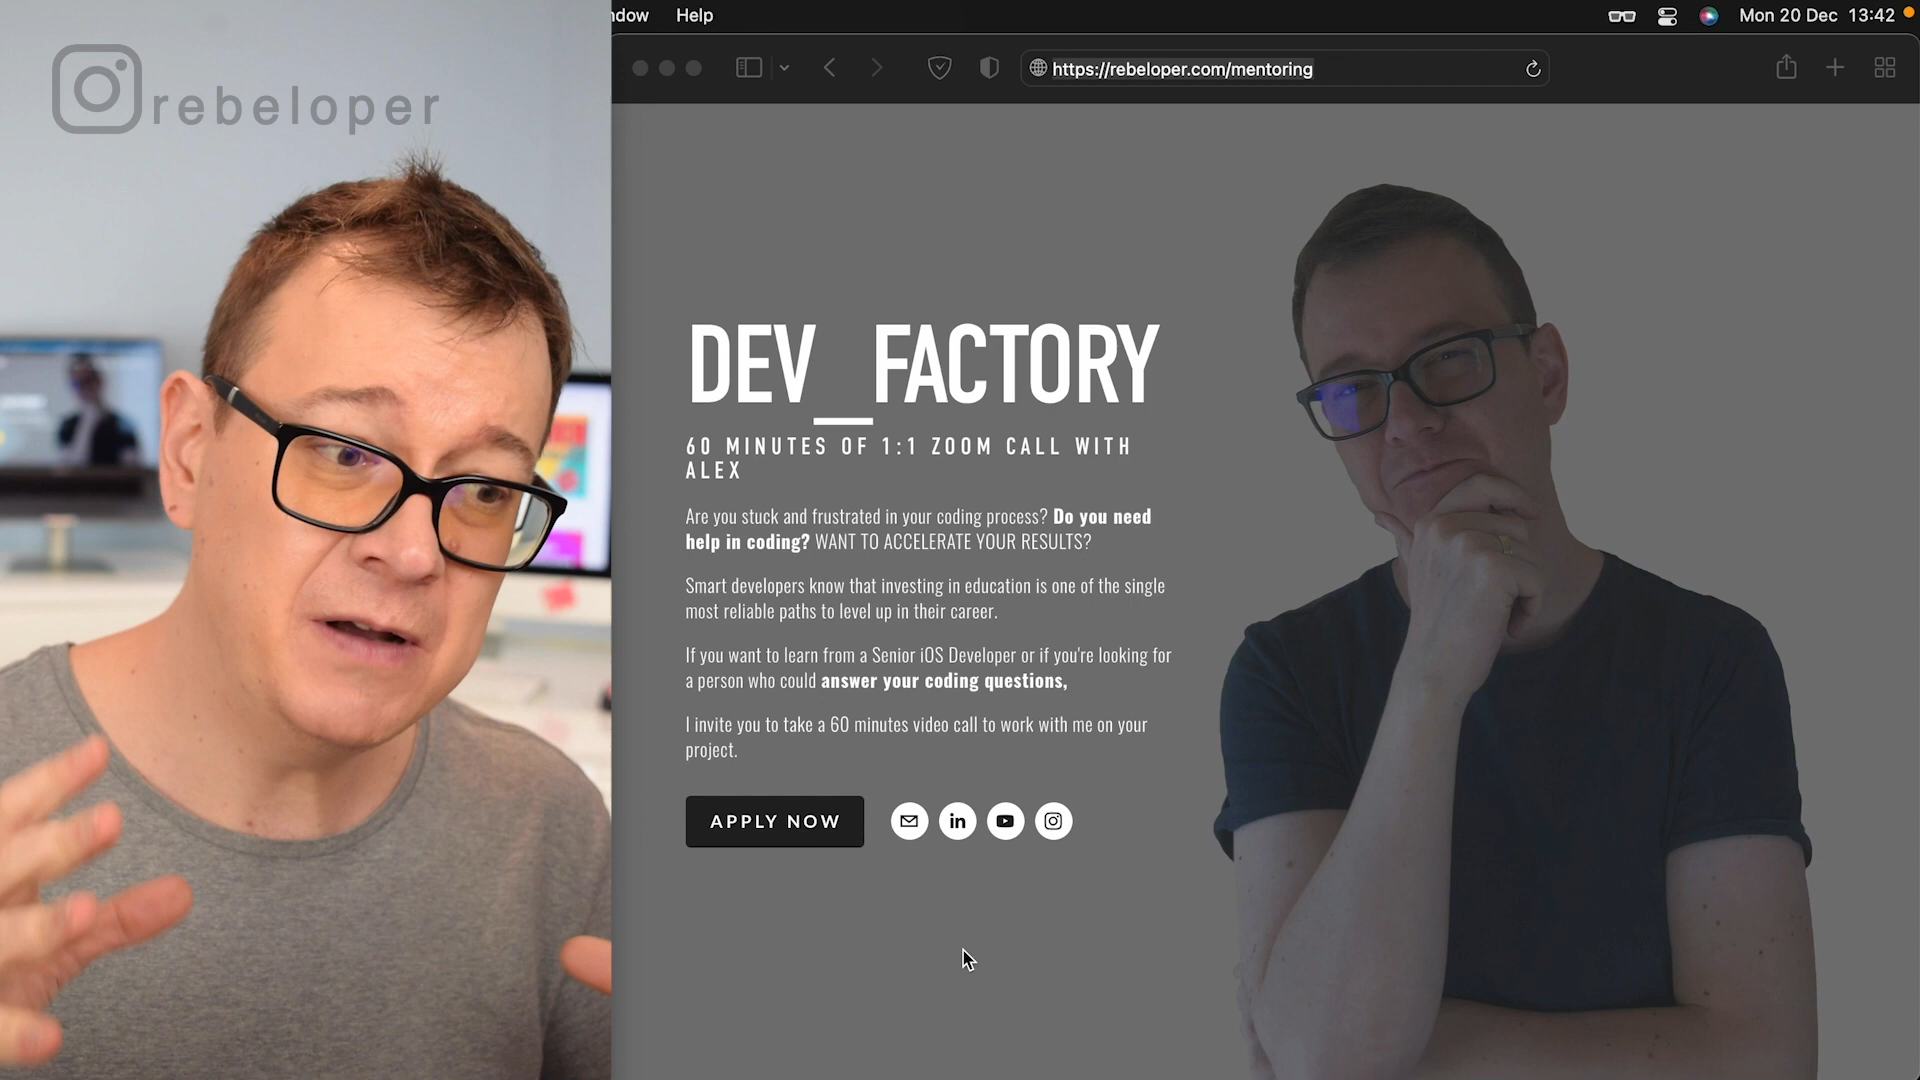 rebeloper
Help
Mon 20 Dec 13:42
https://rebeloper.com/mentoring
DEV_FACTORY
60 MINUTES OF 1:1 ZOOM CALL WITH
ALEX
Are you stuck and frustrated in your coding process? Do you need
help in coding? WANT TO ACCELERATE YOUR RESULTS?
Smart developers know that investing in education is one of the single
most reliable paths to level up in their career.
If you want to learn from a Senior iOS Developer or if you're looking for
a person who could answer your coding questions,
I invite you to take a 60 minutes video call to work with me on your
project.
APPLY NOW
in